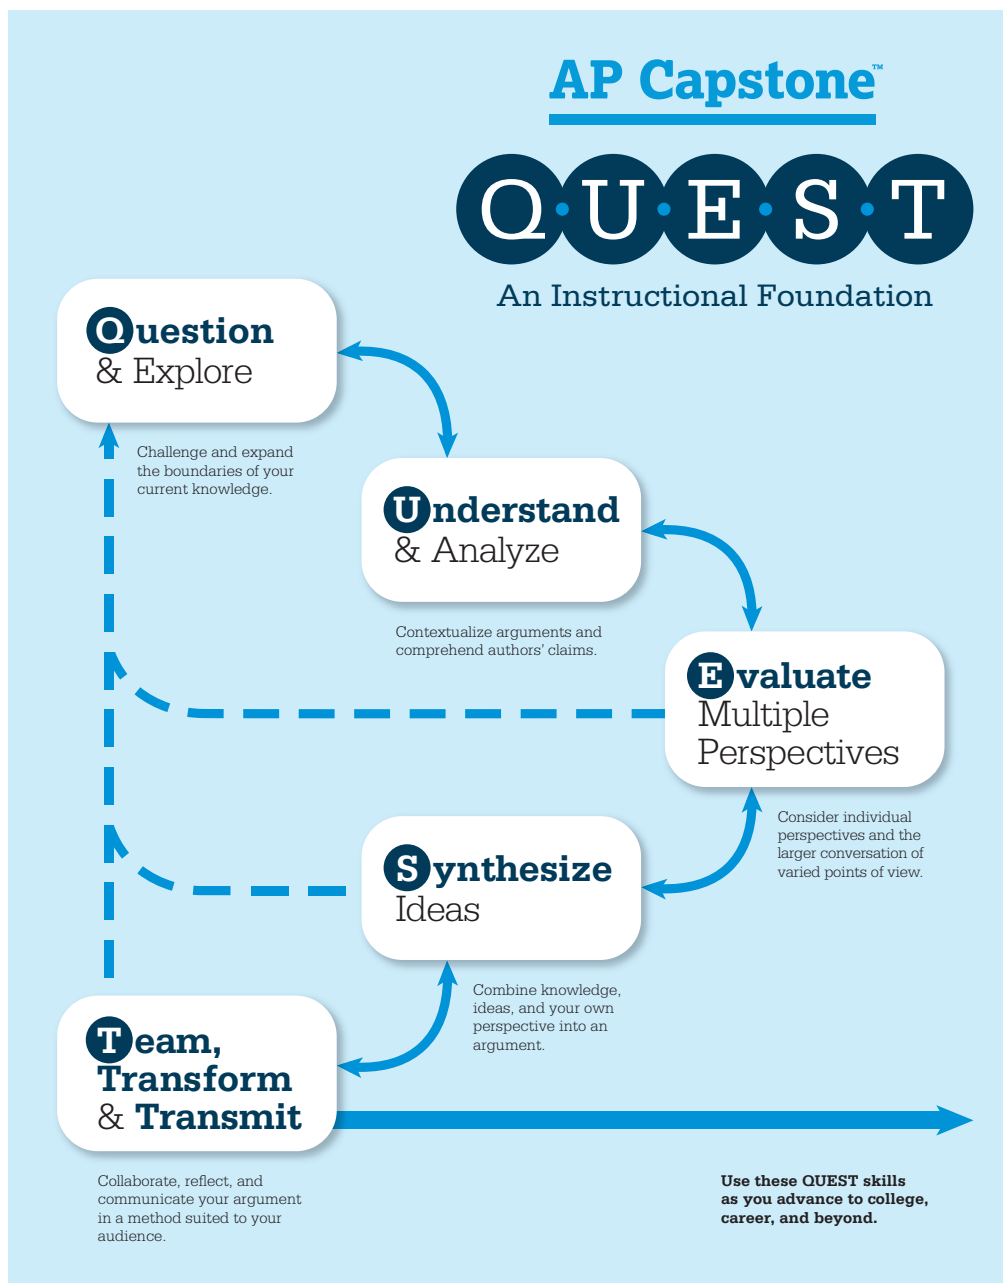 AP Capstone™
Q·U·E·S·T
An Instructional Foundation
Question
& Explore
Challenge and expand
the boundaries of your
current knowledge.
Understand
& Analyze
Contextualize arguments and
comprehend authors' claims.
Evaluate
Multiple
Perspectives
Consider individual
perspectives and the
larger conversation of
varied points of view.
Synthesize
Ideas
Combine knowledge,
ideas, and your own
perspective into an
argument.
Team,
Transform
& Transmit
Collaborate, reflect, and
communicate your argument
in a method suited to your
audience.
Use these QUEST skills
as you advance to college,
career, and beyond.